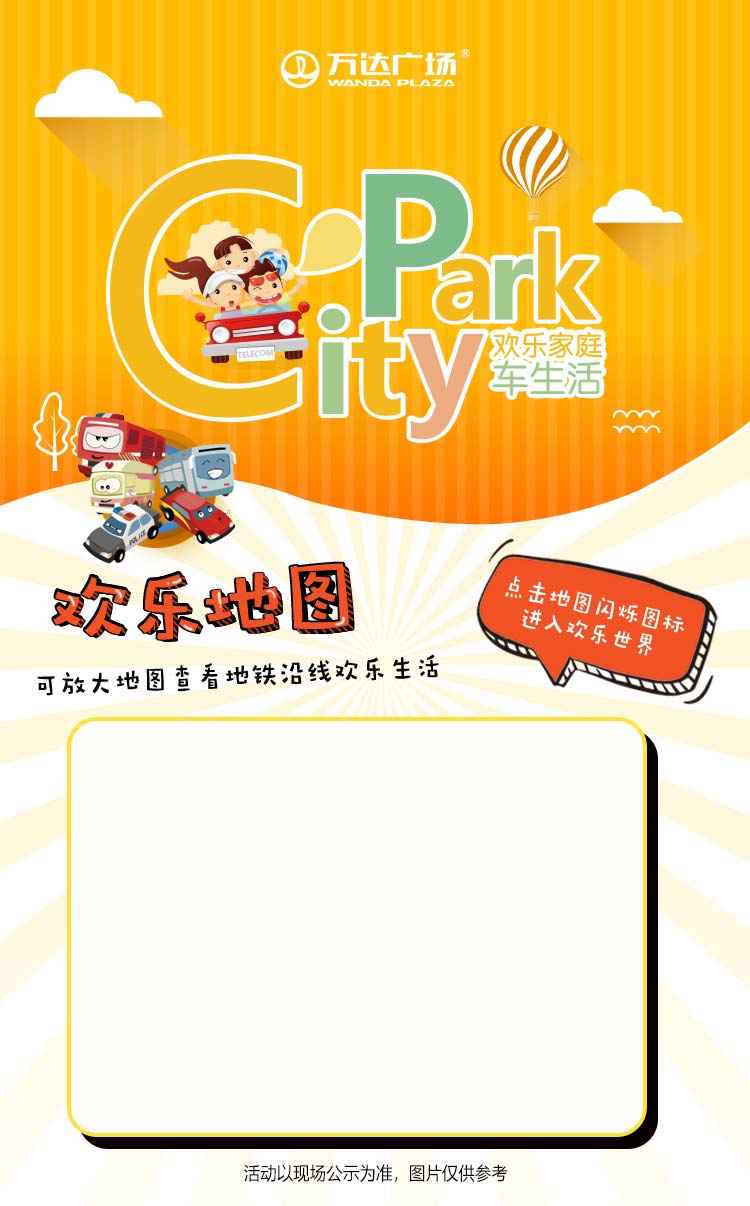 万达广场®
WANDA PLAZA
City Park
欢乐家庭
车生活
TELECOM
POLICE
欢乐地图
可放大地图查看地铁沿线欢乐生活
点击地图闪烁图标
进入欢乐世界
活动以现场公示为准，图片仅供参考